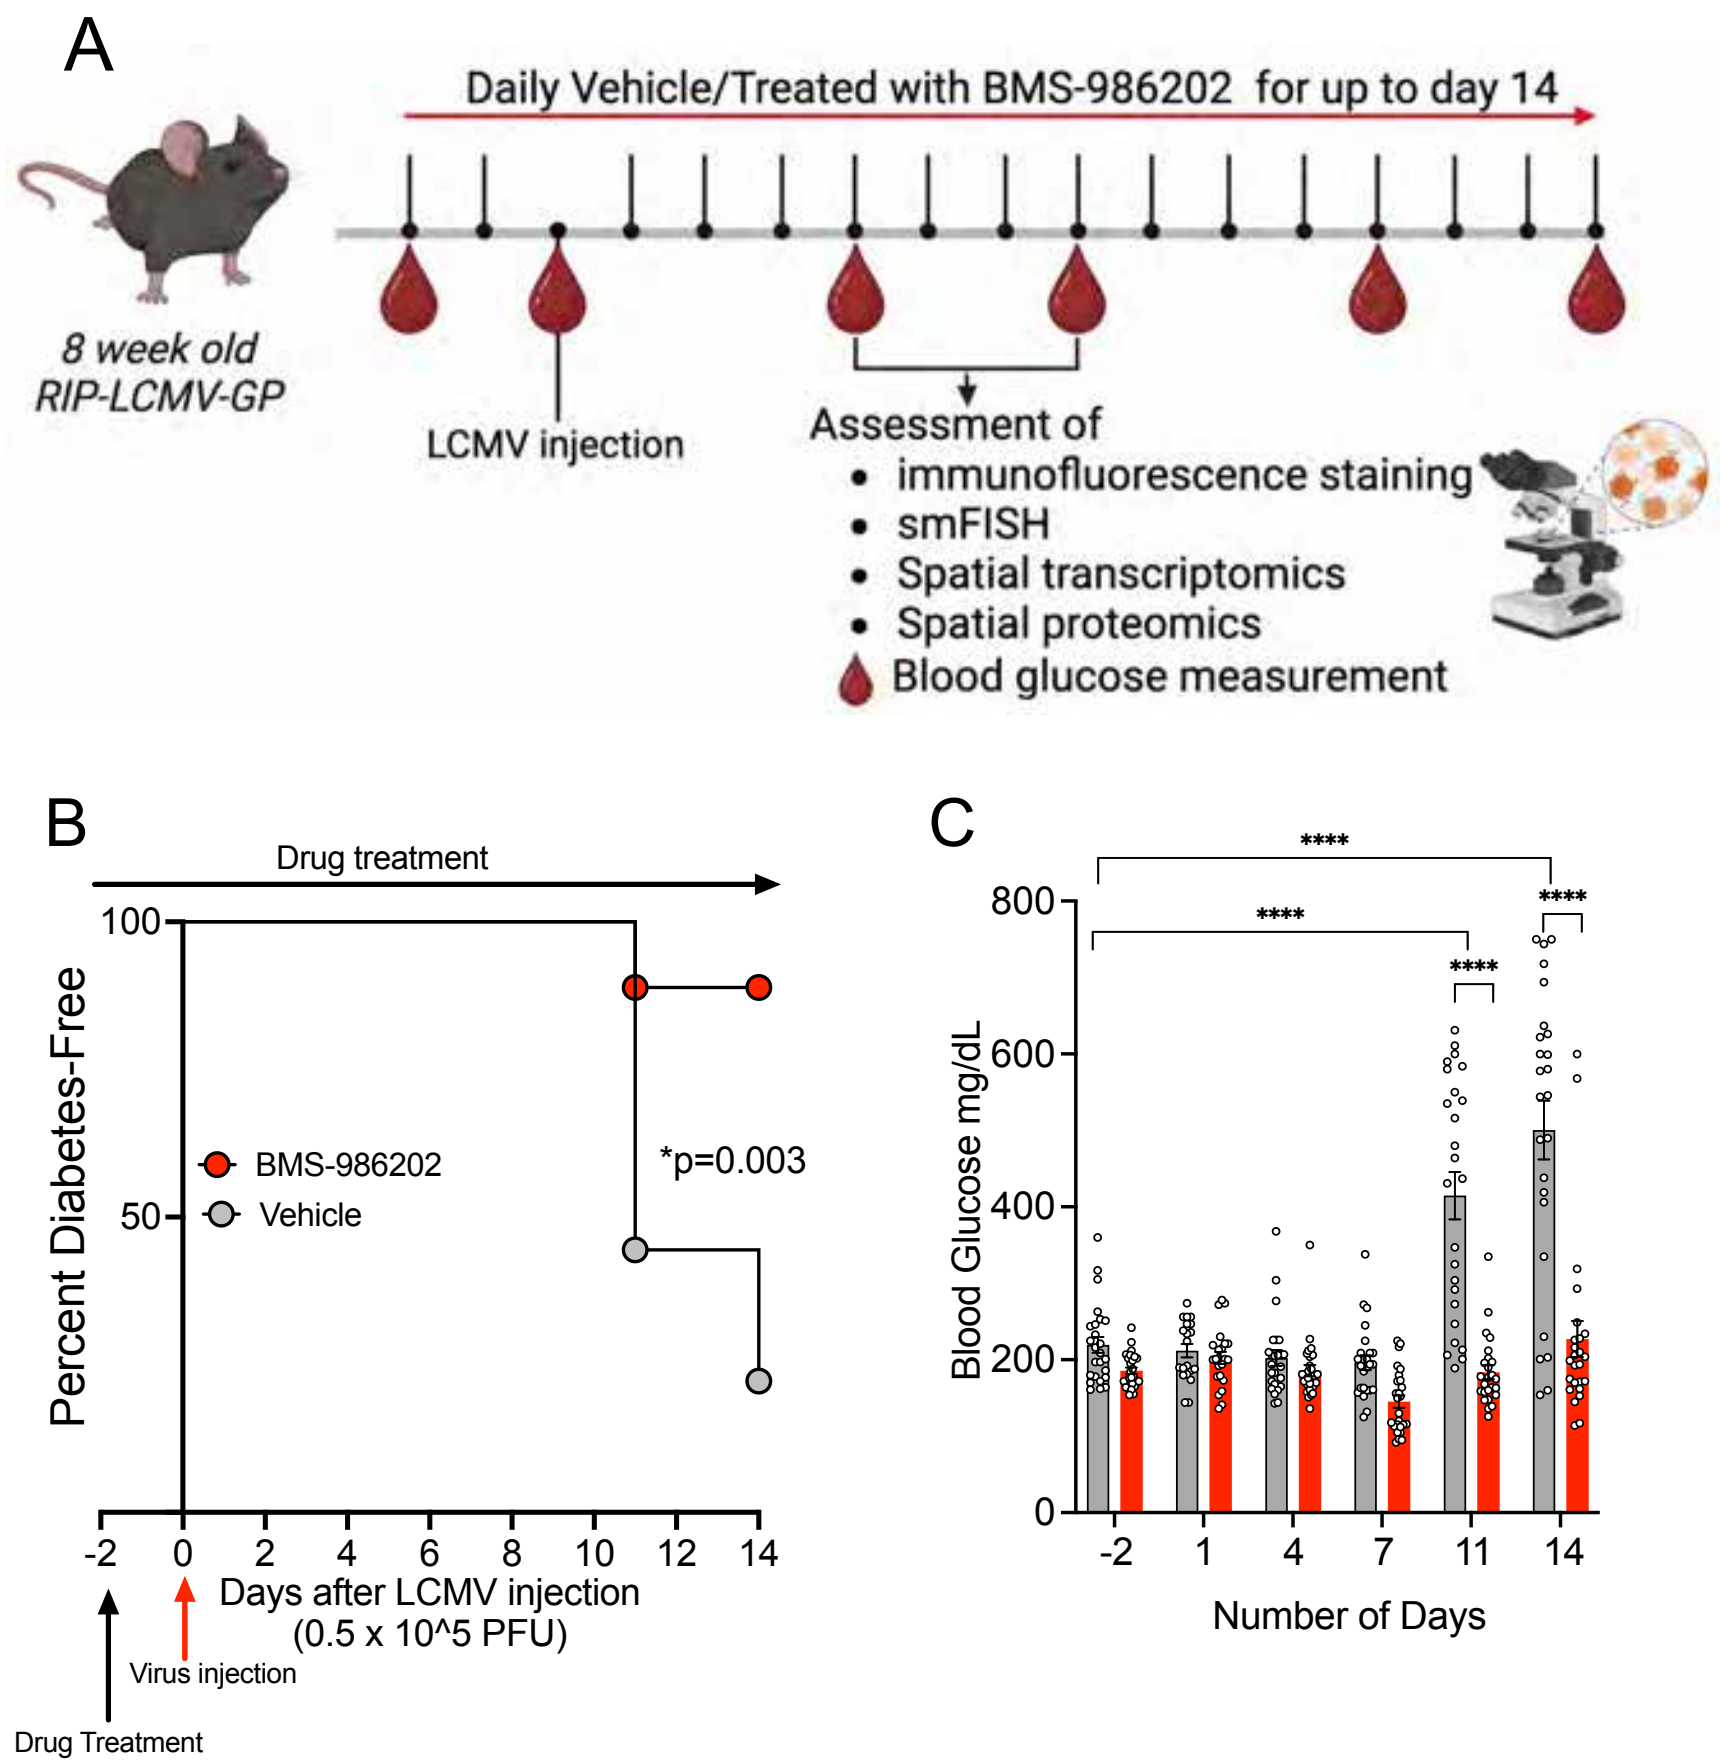 A
Daily Vehicle/Treated with BMS-986202 for up to day 14
8 week old
RIP-LCMV-GP
LCMV injection
Assessment of
• immunofluorescence staining
• smFISH
• Spatial transcriptomics
• Spatial proteomics
Blood glucose measurement
B
Drug treatment
100
50
Percent Diabetes-Free
BMS-986202
Vehicle
*p=0.003
-2 0 2 4 6 8 10 12 14
Days after LCMV injection
(0.5 x 10^5 PFU)
Virus injection
Drug Treatment
C
****
****
****
****
800
600
400
200
0
Blood Glucose mg/dL
-2 1 4 7 11 14
Number of Days